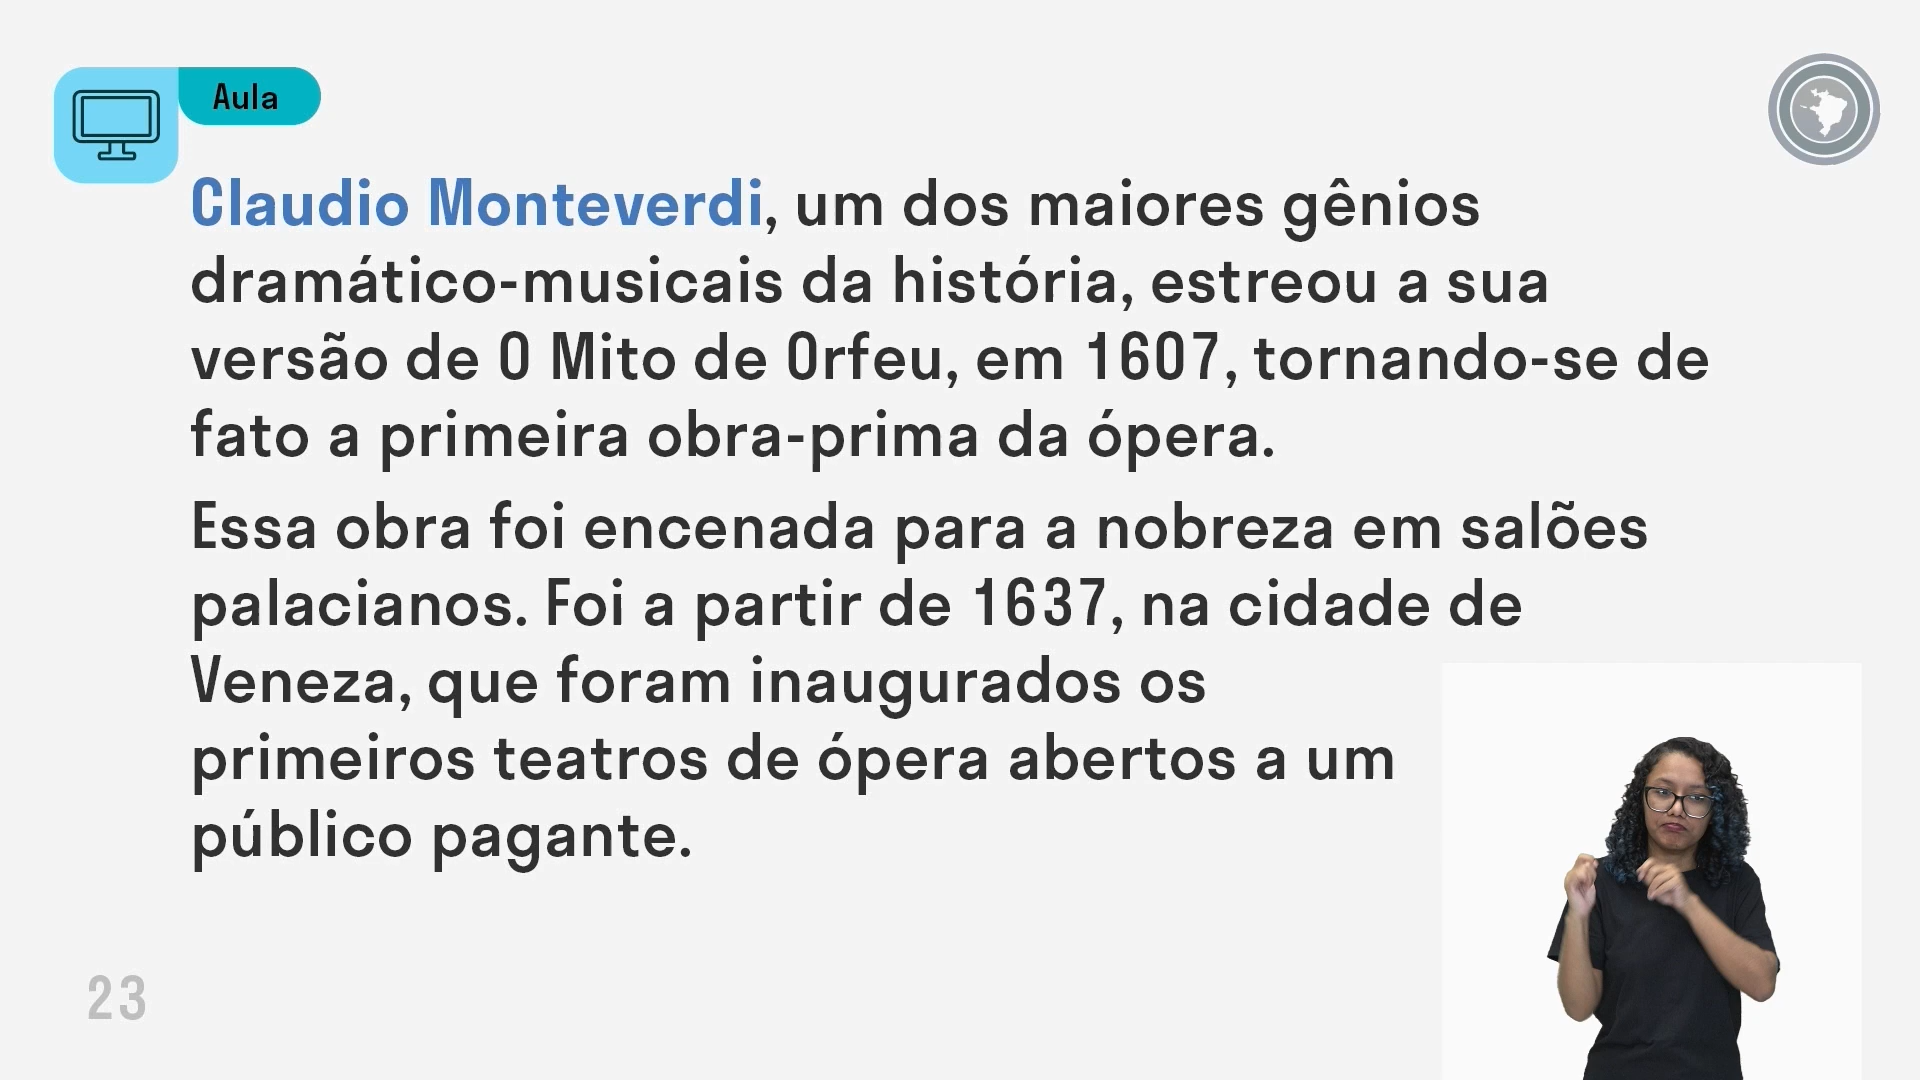 Aula
Claudio Monteverdi, um dos maiores gênios
dramático-musicais da história, estreou a sua
versão de O Mito de Orfeu, em 1607, tornando-se de
fato a primeira obra-prima da ópera.
Essa obra foi encenada para a nobreza em salões
palacianos. Foi a partir de 1637, na cidade de
Veneza, que foram inaugurados os
primeiros teatros de ópera abertos a um
público pagante.
23